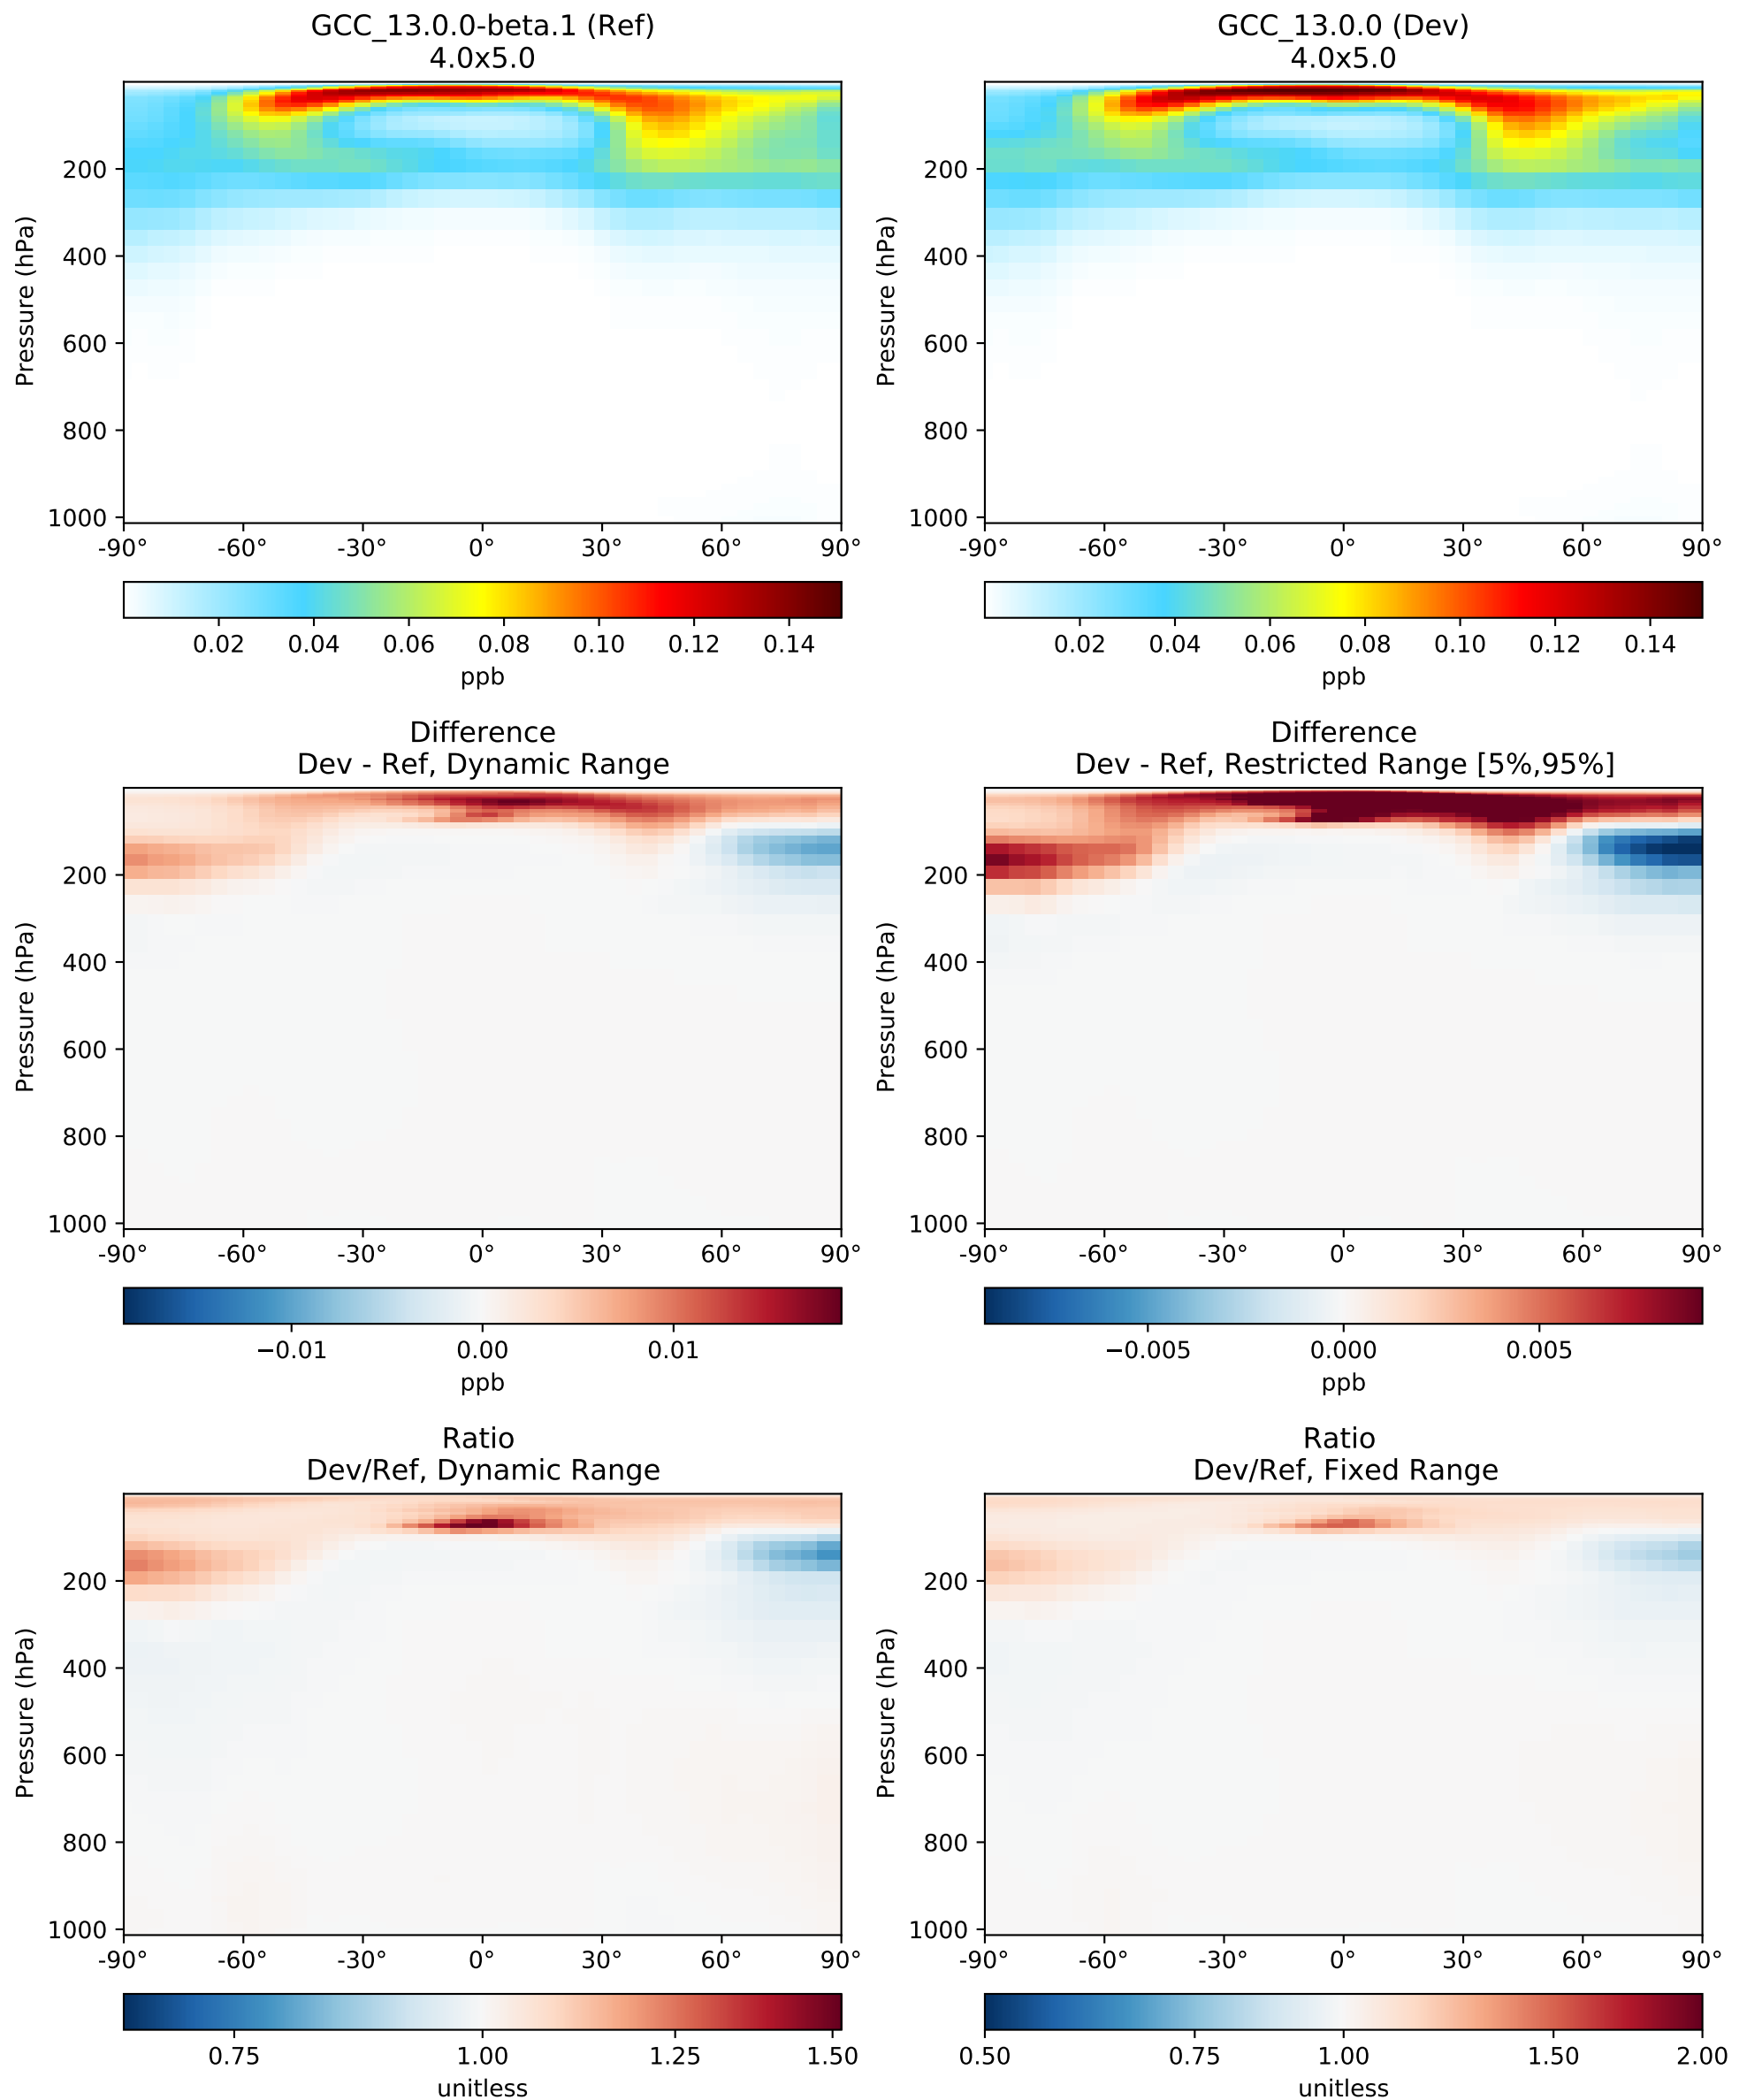 GCC_13.0.0-beta.1 (Ref)
4.0x5.0
Pressure (hPa)
200
400
600
800
1000
-90° -60° -30° 0° 30° 60° 90°
0.02 0.04 0.06 0.08 0.10 0.12 0.14
ppb
GCC_13.0.0 (Dev)
4.0x5.0
Pressure (hPa)
200
400
600
800
1000
-90° -60° -30° 0° 30° 60° 90°
0.02 0.04 0.06 0.08 0.10 0.12 0.14
ppb
Difference
Dev - Ref, Dynamic Range
Pressure (hPa)
200
400
600
800
1000
-90° -60° -30° 0° 30° 60° 90°
−0.01 0.00 0.01
ppb
Difference
Dev - Ref, Restricted Range [5%,95%]
Pressure (hPa)
200
400
600
800
1000
-90° -60° -30° 0° 30° 60° 90°
−0.005 0.000 0.005
ppb
Ratio
Dev/Ref, Dynamic Range
Pressure (hPa)
200
400
600
800
1000
-90° -60° -30° 0° 30° 60° 90°
0.75 1.00 1.25 1.50
unitless
Ratio
Dev/Ref, Fixed Range
Pressure (hPa)
200
400
600
800
1000
-90° -60° -30° 0° 30° 60° 90°
0.50 0.75 1.00 1.50 2.00
unitless